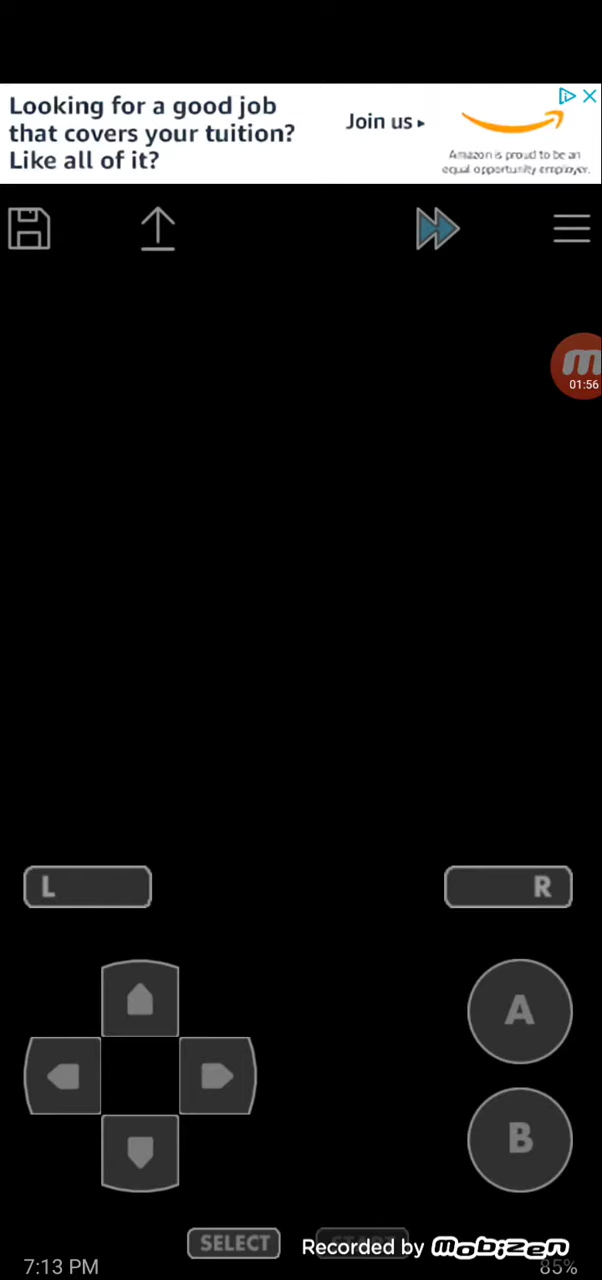 Looking for a good job
that covers your tuition?
Like all of it?
Join us
Amazon is proud to be an
equal opportunity employer.
01:56
L
R
A
B
SELECT
START
Recorded by mobizen
7:13 PM
85%